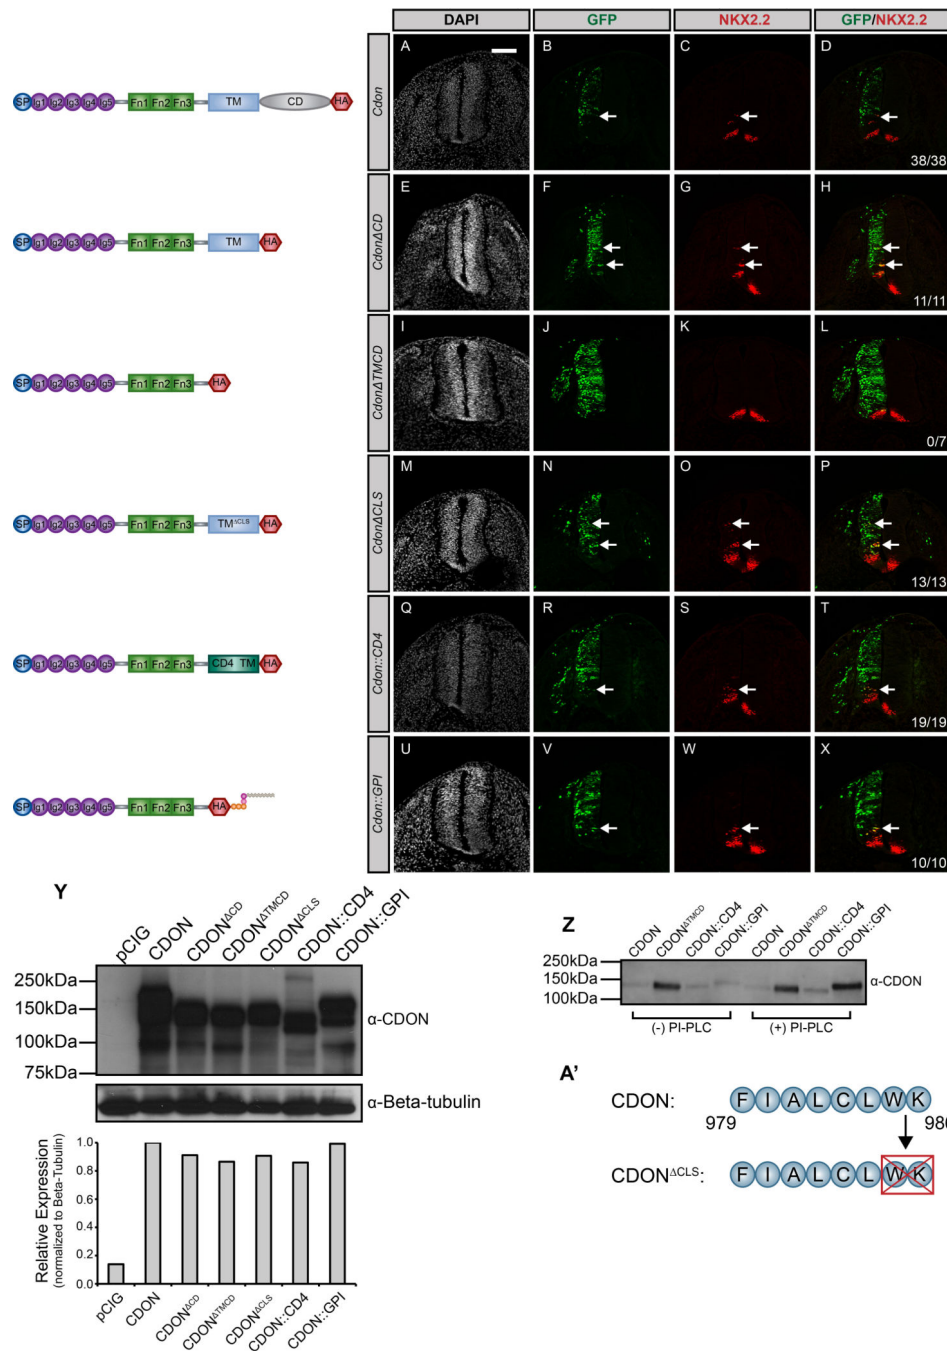 DAPI GFP NKX2.2 GFP/NKX2.2
SP Ig1 Ig2 Ig3 Ig4 Ig5 Fn1 Fn2 Fn3 TM CD HA
Cdon
A B C D
38/38
SP Ig1 Ig2 Ig3 Ig4 Ig5 Fn1 Fn2 Fn3 TM HA
CdonΔCD
E F G H
11/11
SP Ig1 Ig2 Ig3 Ig4 Ig5 Fn1 Fn2 Fn3 HA
CdonΔTMCD
I J K L
0/7
SP Ig1 Ig2 Ig3 Ig4 Ig5 Fn1 Fn2 Fn3 TMΔCLS HA
CdonΔCLS
M N O P
13/13
SP Ig1 Ig2 Ig3 Ig4 Ig5 Fn1 Fn2 Fn3 CD4 TM HA
Cdon::CD4
Q R S T
19/19
SP Ig1 Ig2 Ig3 Ig4 Ig5 Fn1 Fn2 Fn3 HA
Cdon::GPI
U V W X
10/10
Y
pCIG CDON CDONΔCD CDONΔTMCD CDONΔCLS CDON::CD4 CDON::GPI
250kDa
150kDa
100kDa
75kDa
α-CDON
α-Beta-tubulin
Relative Expression
(normalized to Beta-Tubulin)
1.0
0.8
0.6
0.4
0.2
0.0
pCIG CDON CDONΔCD CDONΔTMCD CDONΔCLS CDON::CD4 CDON::GPI
Z
CDON CDONΔTMCD CDON::CD4 CDON::GPI CDON CDONΔTMCD CDON::CD4 CDON::GPI
250kDa
150kDa
100kDa
α-CDON
(-) PI-PLC (+) PI-PLC
A'
CDON: F I A L C L W K
979 986
CDONΔCLS: F I A L C L W K